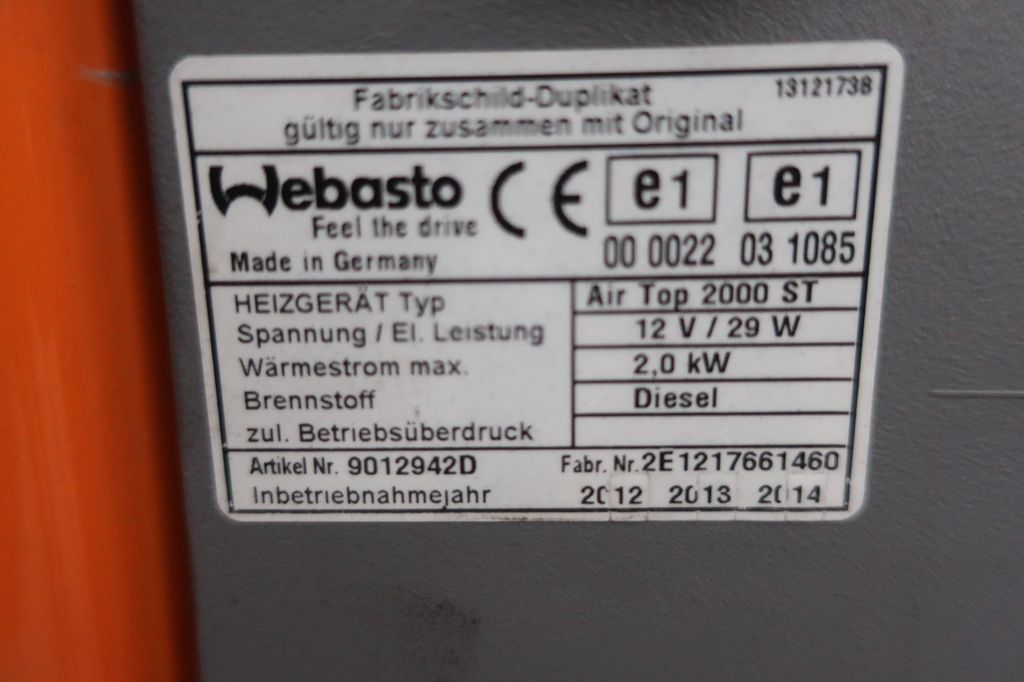 Fabrikschild-Duplikat 13121738
gültig nur zusammen mit Original
Webasto CE e1 e1
Feel the drive
Made in Germany 00 0022 03 1085
HEIZGERÄT Typ Air Top 2000 ST
Spannung / El. Leistung 12 V / 29 W
Wärmestrom max. 2,0 kW
Brennstoff Diesel
zul. Betriebsüberdruck
Artikel Nr. 9012942D Fabr. Nr. 2E1217661460
Inbetriebnahmejahr 2012 2013 2014